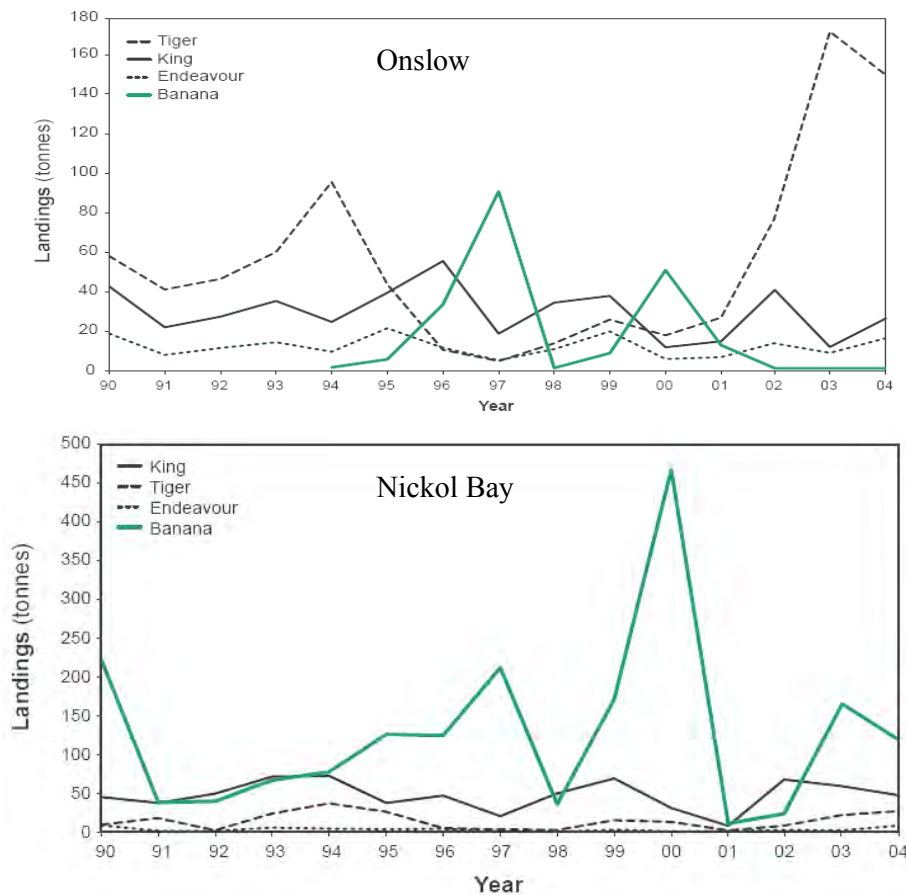 Onslow
Tiger
King
Endeavour
Banana
Landings (tonnes)
180
160
140
120
100
80
60
40
20
0
90 91 92 93 94 95 96 97 98 99 00 01 02 03 04
Year
Nickol Bay
King
Tiger
Endeavour
Banana
Landings (tonnes)
500
450
400
350
300
250
200
150
100
50
0
90 91 92 93 94 95 96 97 98 99 00 01 02 03 04
Year